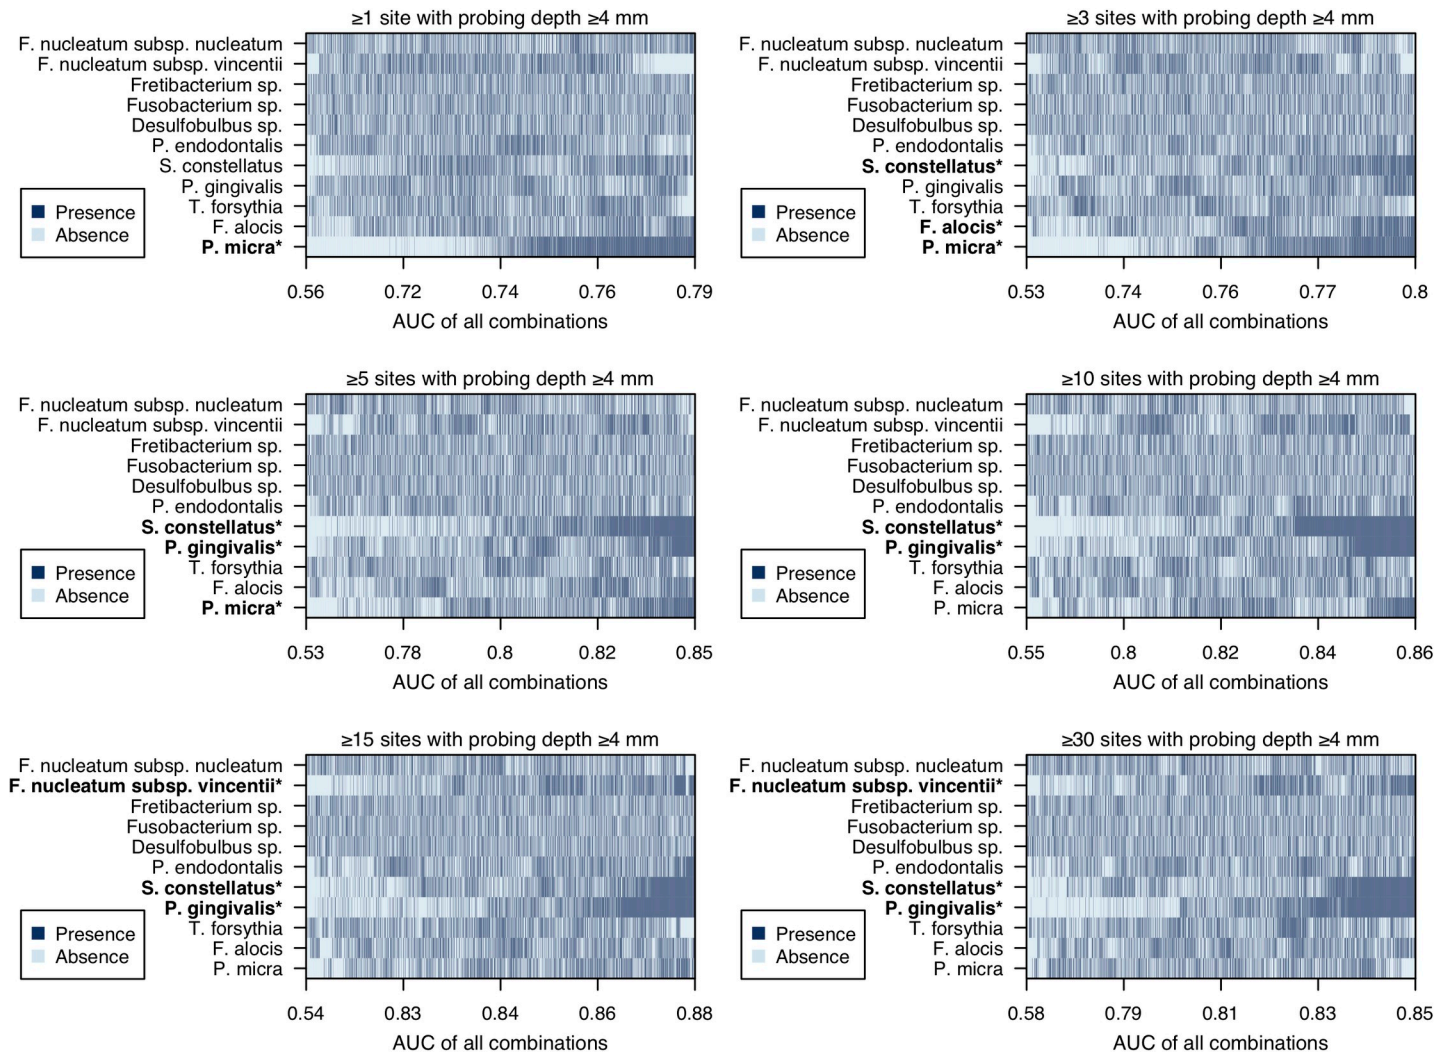 ≥1 site with probing depth ≥4 mm
F. nucleatum subsp. nucleatum
F. nucleatum subsp. vincentii
Fretibacterium sp.
Fusobacterium sp.
Desulfobulbus sp.
P. endodontalis
S. constellatus
P. gingivalis
T. forsythia
F. alocis
P. micra*
Presence
Absence
0.56 0.72 0.74 0.76 0.79
AUC of all combinations
≥3 sites with probing depth ≥4 mm
F. nucleatum subsp. nucleatum
F. nucleatum subsp. vincentii
Fretibacterium sp.
Fusobacterium sp.
Desulfobulbus sp.
P. endodontalis
S. constellatus*
P. gingivalis
T. forsythia
F. alocis*
P. micra*
Presence
Absence
0.53 0.74 0.76 0.77 0.8
AUC of all combinations
≥5 sites with probing depth ≥4 mm
F. nucleatum subsp. nucleatum
F. nucleatum subsp. vincentii
Fretibacterium sp.
Fusobacterium sp.
Desulfobulbus sp.
P. endodontalis
S. constellatus*
P. gingivalis*
T. forsythia
F. alocis
P. micra*
Presence
Absence
0.53 0.78 0.8 0.82 0.85
AUC of all combinations
≥10 sites with probing depth ≥4 mm
F. nucleatum subsp. nucleatum
F. nucleatum subsp. vincentii
Fretibacterium sp.
Fusobacterium sp.
Desulfobulbus sp.
P. endodontalis
S. constellatus*
P. gingivalis*
T. forsythia
F. alocis
P. micra
Presence
Absence
0.55 0.8 0.82 0.84 0.86
AUC of all combinations
≥15 sites with probing depth ≥4 mm
F. nucleatum subsp. nucleatum
F. nucleatum subsp. vincentii*
Fretibacterium sp.
Fusobacterium sp.
Desulfobulbus sp.
P. endodontalis
S. constellatus*
P. gingivalis*
T. forsythia
F. alocis
P. micra
Presence
Absence
0.54 0.83 0.84 0.86 0.88
AUC of all combinations
≥30 sites with probing depth ≥4 mm
F. nucleatum subsp. nucleatum
F. nucleatum subsp. vincentii*
Fretibacterium sp.
Fusobacterium sp.
Desulfobulbus sp.
P. endodontalis
S. constellatus*
P. gingivalis*
T. forsythia
F. alocis
P. micra
Presence
Absence
0.58 0.79 0.81 0.83 0.85
AUC of all combinations